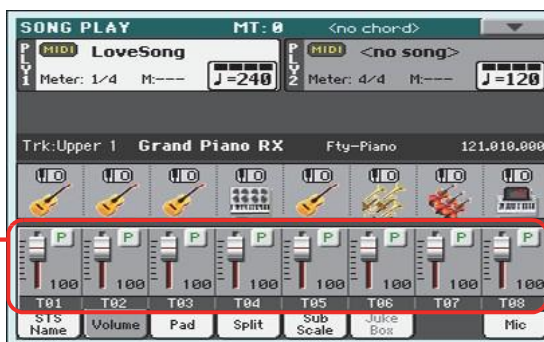 SONG PLAY MT: 0 <no chord>
PLY1 MIDI LoveSong
Meter: 1/4 M:--- ♩=240
PLY2 MIDI <no song>
Meter: 4/4 M:--- ♩=120
Trk:Upper 1 Grand Piano RX Fty-Piano 121.010.000
P P P P P P P P
100 100 100 100 100 100 100 100
T01 T02 T03 T04 T05 T06 T07 T08
STS Name Volume Pad Split Sub Scale Juke Box Mic